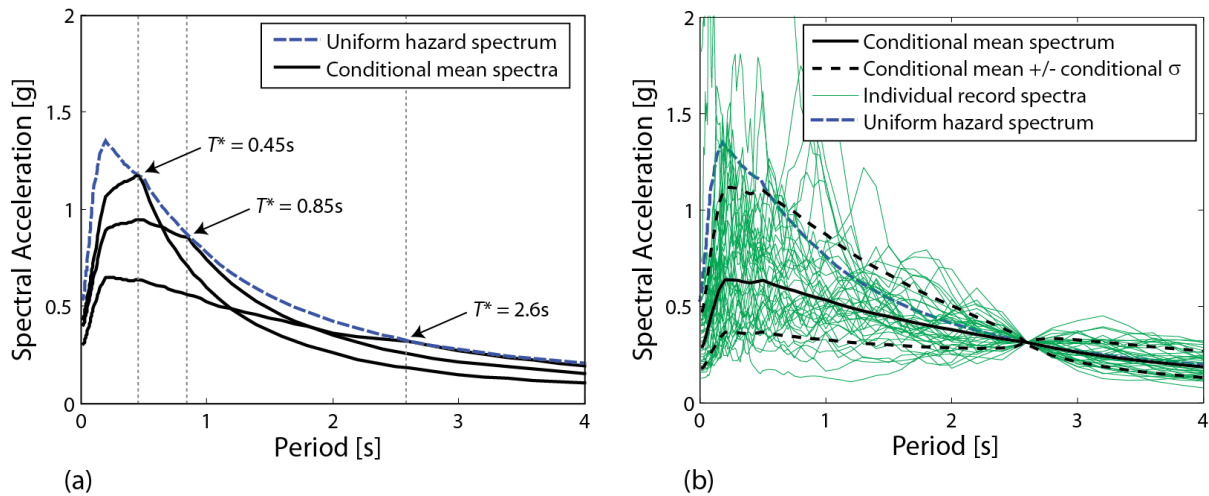 2
1.5
1
0.5
0
0
1
2
3
4
Spectral Acceleration [g]
Period [s]
Uniform hazard spectrum
Conditional mean spectra
T* = 0.45s
T* = 0.85s
T* = 2.6s
(a)
2
1.5
1
0.5
0
0
1
2
3
4
Spectral Acceleration [g]
Period [s]
Conditional mean spectrum
Conditional mean +/- conditional σ
Individual record spectra
Uniform hazard spectrum
(b)